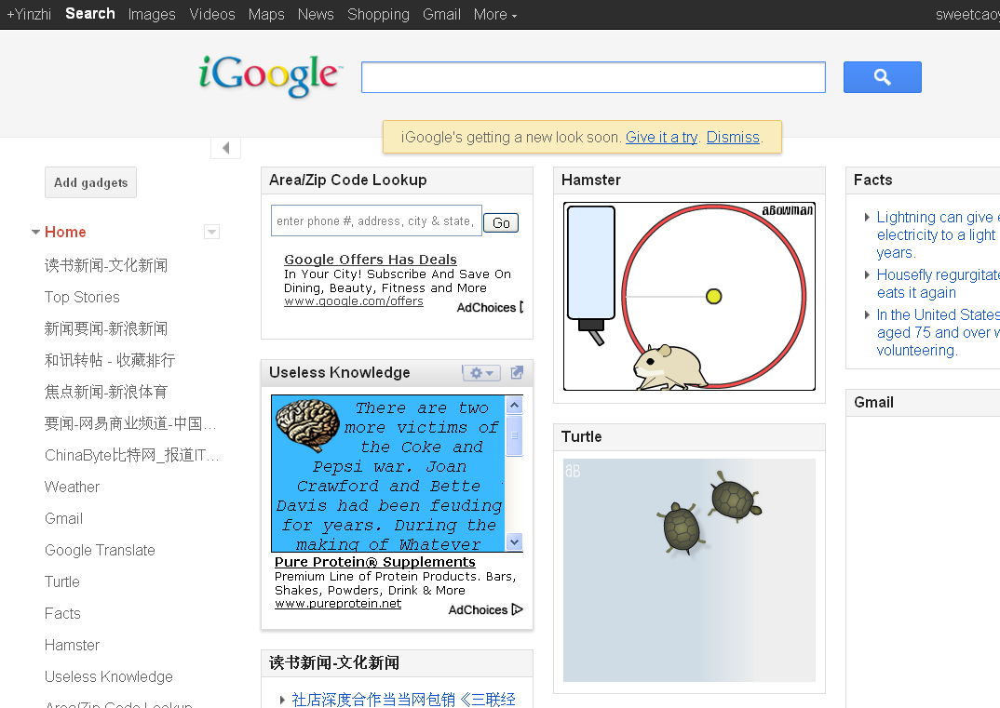 +Yinzhi Search Images Videos Maps News Shopping Gmail More
iGoogle
iGoogle's getting a new look soon. Give it a try. Dismiss.
Add gadgets
Home
读书新闻-文化新闻
Top Stories
新闻要闻-新浪新闻
和讯转帖 - 收藏排行
焦点新闻-新浪体育
要闻-网易商业频道-中国...
ChinaByte比特网_报道IT...
Weather
Gmail
Google Translate
Turtle
Facts
Hamster
Useless Knowledge
Area/Zip Code Lookup
Area/Zip Code Lookup
enter phone #, address, city & state,
Go
Google Offers Has Deals
In Your City! Subscribe And Save On
Dining, Beauty, Fitness and More
www.google.com/offers
AdChoices
Useless Knowledge
There are two
more victims of
the Coke and
Pepsi war. Joan
Crawford and Bette
Davis had been feuding
for years. During the
making of Whatever
Pure Protein® Supplements
Premium Line of Protein Products. Bars,
Shakes, Powders, Drink & More
www.pureprotein.net
AdChoices
读书新闻-文化新闻
社店深度合作当当网包销《三联经
Hamster
aBowman
Turtle
aB
Facts
Lightning can give
electricity to a light
years.
Housefly regurgitate
eats it again
In the United States
aged 75 and over
volunteering.
Gmail